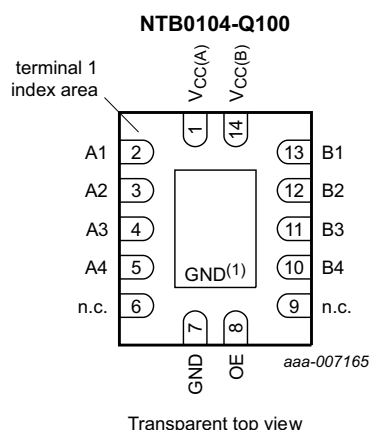 NTB0104-Q100
terminal 1
index area
VCC(A)
VCC(B)
1
14
A1 2
13 B1
A2 3
12 B2
A3 4
11 B3
A4 5
10 B4
GND(1)
n.c. 6
9 n.c.
7
8
GND
OE
aaa-007165
Transparent top view